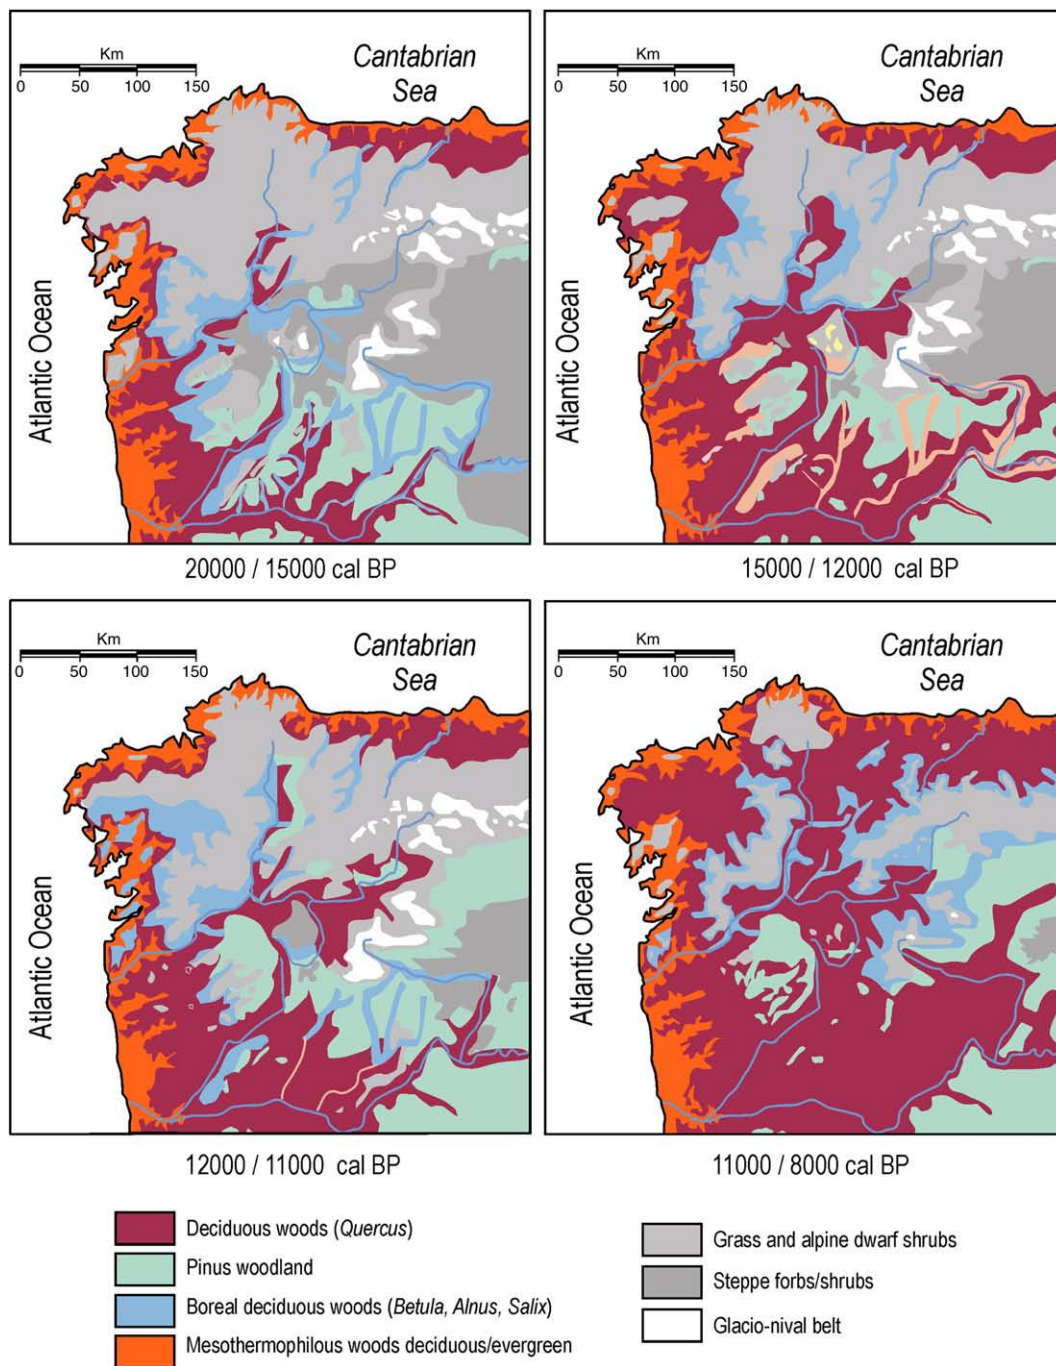 Km
0 50 100 150
Cantabrian
Sea
Atlantic Ocean
20000 / 15000 cal BP
Km
0 50 100 150
Cantabrian
Sea
Atlantic Ocean
15000 / 12000 cal BP
Km
0 50 100 150
Cantabrian
Sea
Atlantic Ocean
12000 / 11000 cal BP
Km
0 50 100 150
Cantabrian
Sea
Atlantic Ocean
11000 / 8000 cal BP
Deciduous woods (Quercus)
Pinus woodland
Boreal deciduous woods (Betula, Alnus, Salix)
Mesothermophilous woods deciduous/evergreen
Grass and alpine dwarf shrubs
Steppe forbs/shrubs
Glacio-nival belt